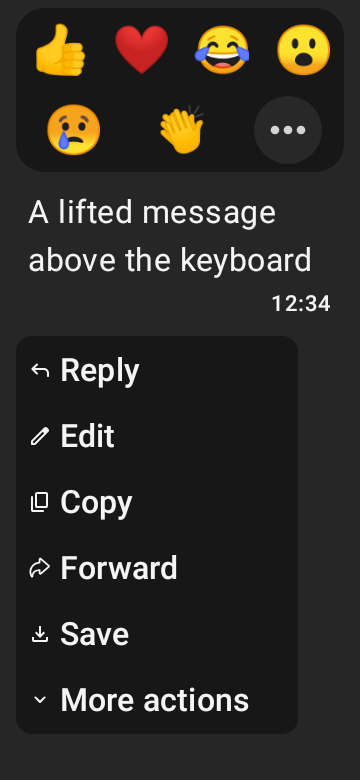 A lifted message
above the keyboard
12:34
Reply
Edit
Copy
Forward
Save
More actions